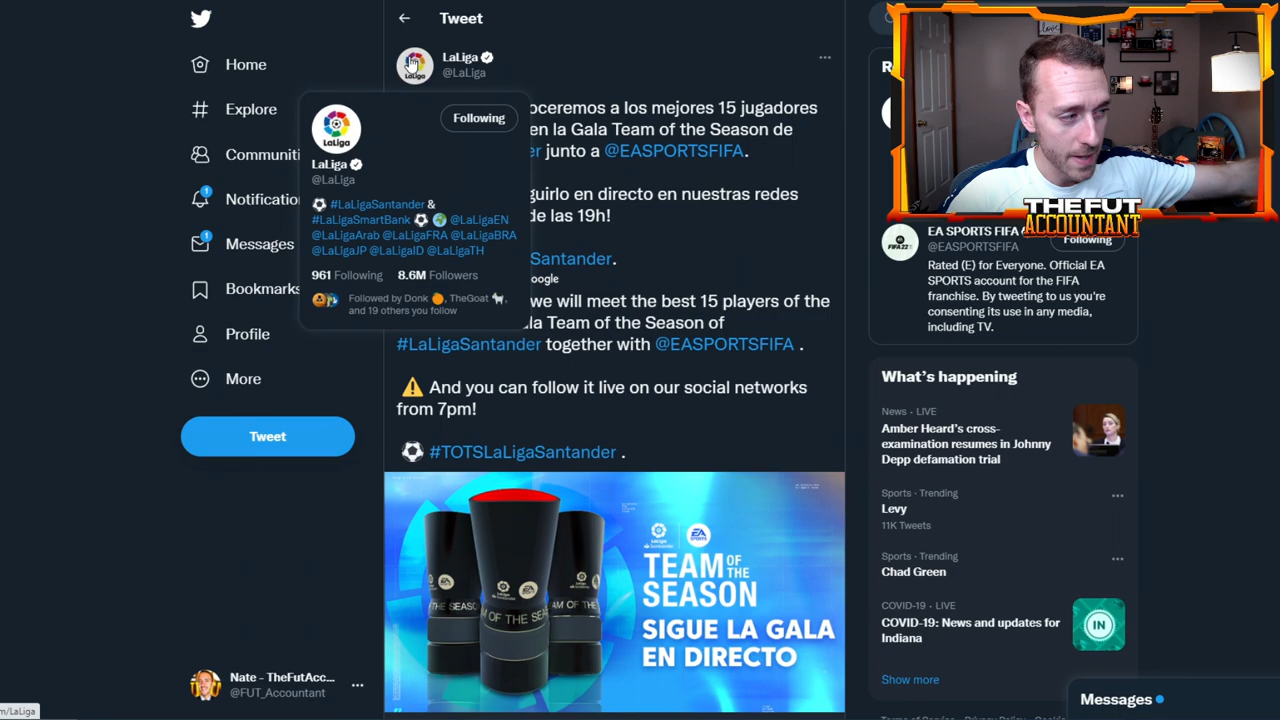 Home
Explore
Communiti
Notificatio
Messages
Bookmarks
Profile
More
Tweet
Nate - TheFutAcc...
@FUT_Accountant
m/LaLiga
Tweet
LaLiga
@LaLiga
oceremos a los mejores 15 jugadores
en la Gala Team of the Season de
er junto a @EASPORTSFIFA.
guirlo en directo en nuestras redes
de las 19h!
Santander.
oogle
we will meet the best 15 players of the
la Team of the Season of
#LaLigaSantander together with @EASPORTSFIFA .
And you can follow it live on our social networks
from 7pm!
#TOTSLaLigaSantander .
LaLiga
Following
LaLiga
@LaLiga
#LaLIgaSantander &
#LaLigaSmartBank @LaLigaEN
@LaLigaArab @LaLigaFRA @LaLigaBRA
@LaLigaJP @LaLigaID @LaLigaTH
961 Following 8.6M Followers
Followed by Donk , TheGoat ,
and 19 others you follow
EA SPORTS
TEAM OF THE
SEASON
SIGUE LA GALA
EN DIRECTO
THE FUT
ACCOUNTANT
EA SPORTS FIFA
@EASPORTSFIFA
Following
Rated (E) for Everyone. Official EA
SPORTS account for the FIFA
franchise. By tweeting to us you're
consenting its use in any media,
including TV.
What's happening
News · LIVE
Amber Heard's cross-
examination resumes in Johnny
Depp defamation trial
Sports · Trending
Levy
11K Tweets
Sports · Trending
Chad Green
COVID-19 · LIVE
COVID-19: News and updates for
Indiana
IN
Show more
Messages